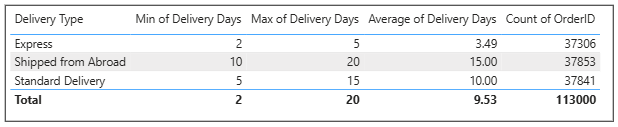 Delivery Type Min of Delivery Days Max of Delivery Days Average of Delivery Days Count of OrderID
Express 2 5 3.49 37306
Shipped from Abroad 10 20 15.00 37853
Standard Delivery 5 15 10.00 37841
Total 2 20 9.53 113000